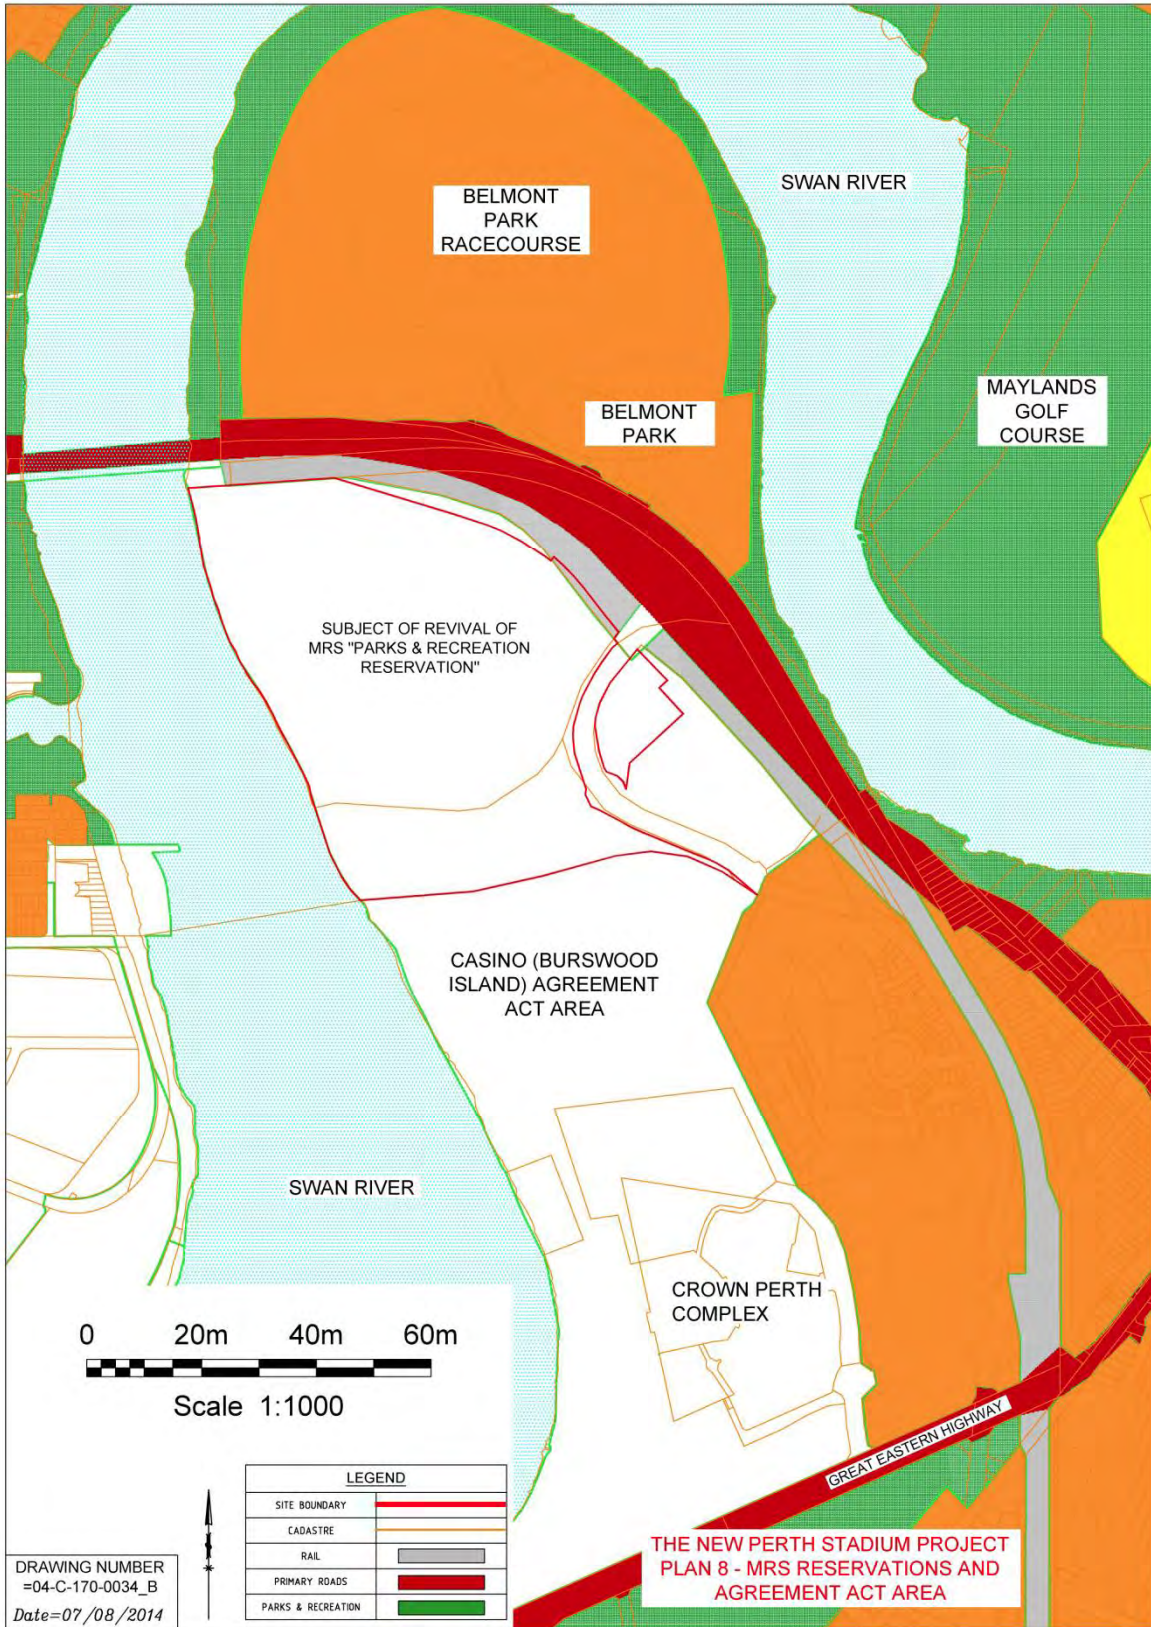 SWAN RIVER
BELMONT
PARK
RACECOURSE
BELMONT
PARK
MAYLANDS
GOLF
COURSE
SUBJECT OF REVIVAL OF
MRS "PARKS & RECREATION
RESERVATION"
CASINO (BURSWOOD
ISLAND) AGREEMENT
ACT AREA
SWAN RIVER
CROWN PERTH
COMPLEX
0 20m 40m 60m
Scale 1:1000
GREAT EASTERN HIGHWAY
LEGEND
SITE BOUNDARY
CADASTRE
RAIL
PRIMARY ROADS
PARKS & RECREATION
DRAWING NUMBER
=04-C-170-0034_B
Date=07/08/2014
THE NEW PERTH STADIUM PROJECT
PLAN 8 - MRS RESERVATIONS AND
AGREEMENT ACT AREA